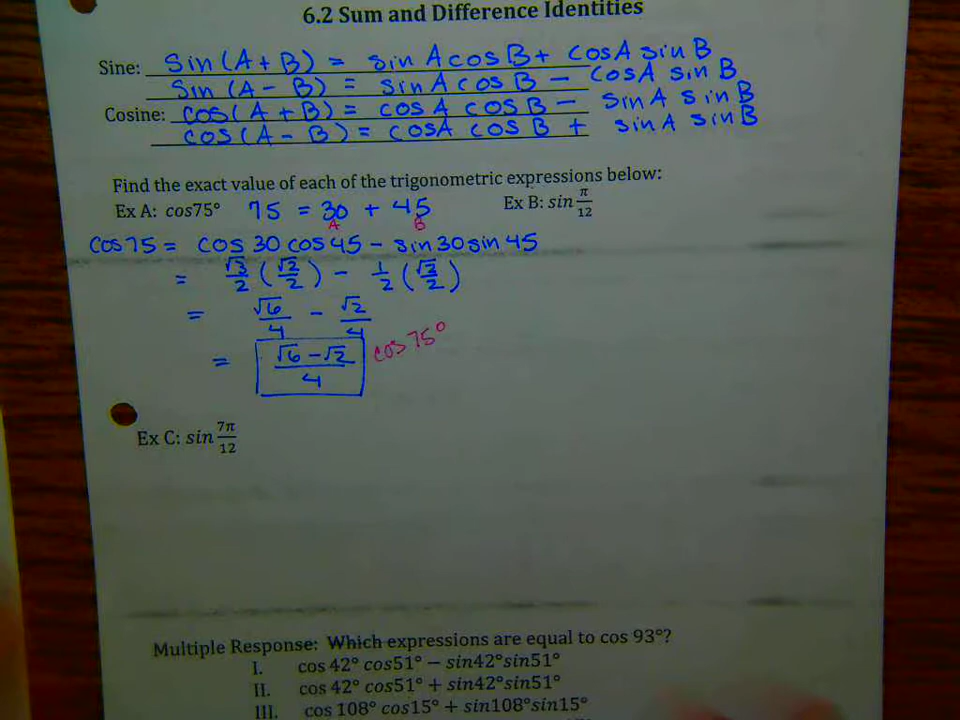 6.2 Sum and Difference Identities
Sine: Sin (A + B) = sin A cos B + cos A sin B
Sin (A - B) = sin A cos B - cos A sin B
Cosine: cos (A + B) = cos A cos B - sin A sin B
cos (A - B) = cos A cos B + sin A sin B
Find the exact value of each of the trigonometric expressions below:
Ex A: cos75° 75 = 30 + 45 Ex B: sin π/12
A B
cos 75 = cos 30 cos 45 - sin 30 sin 45
= √3/2 (√2/2) - 1/2 (√2/2)
= √6/4 - √2/4
= (√6 - √2)/4 cos 75°
Ex C: sin 7π/12
Multiple Response: Which expressions are equal to cos 93°?
I. cos 42° cos51° − sin42°sin51°
II. cos 42° cos51° + sin42°sin51°
III. cos 108° cos15° + sin108°sin15°